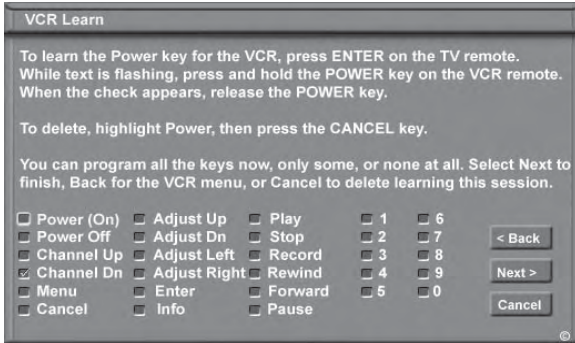 VCR Learn
To learn the Power key for the VCR, press ENTER on the TV remote.
While text is flashing, press and hold the POWER key on the VCR remote.
When the check appears, release the POWER key.
To delete, highlight Power, then press the CANCEL key.
You can program all the keys now, only some, or none at all. Select Next to
finish, Back for the VCR menu, or Cancel to delete learning this session.
Power (On) Adjust Up Play 1 6
Power Off Adjust Dn Stop 2 7 < Back
Channel Up Adjust Left Record 3 8
Channel Dn Adjust Right Rewind 4 9 Next >
Menu Enter Forward 5 0
Cancel Info Pause Cancel
©